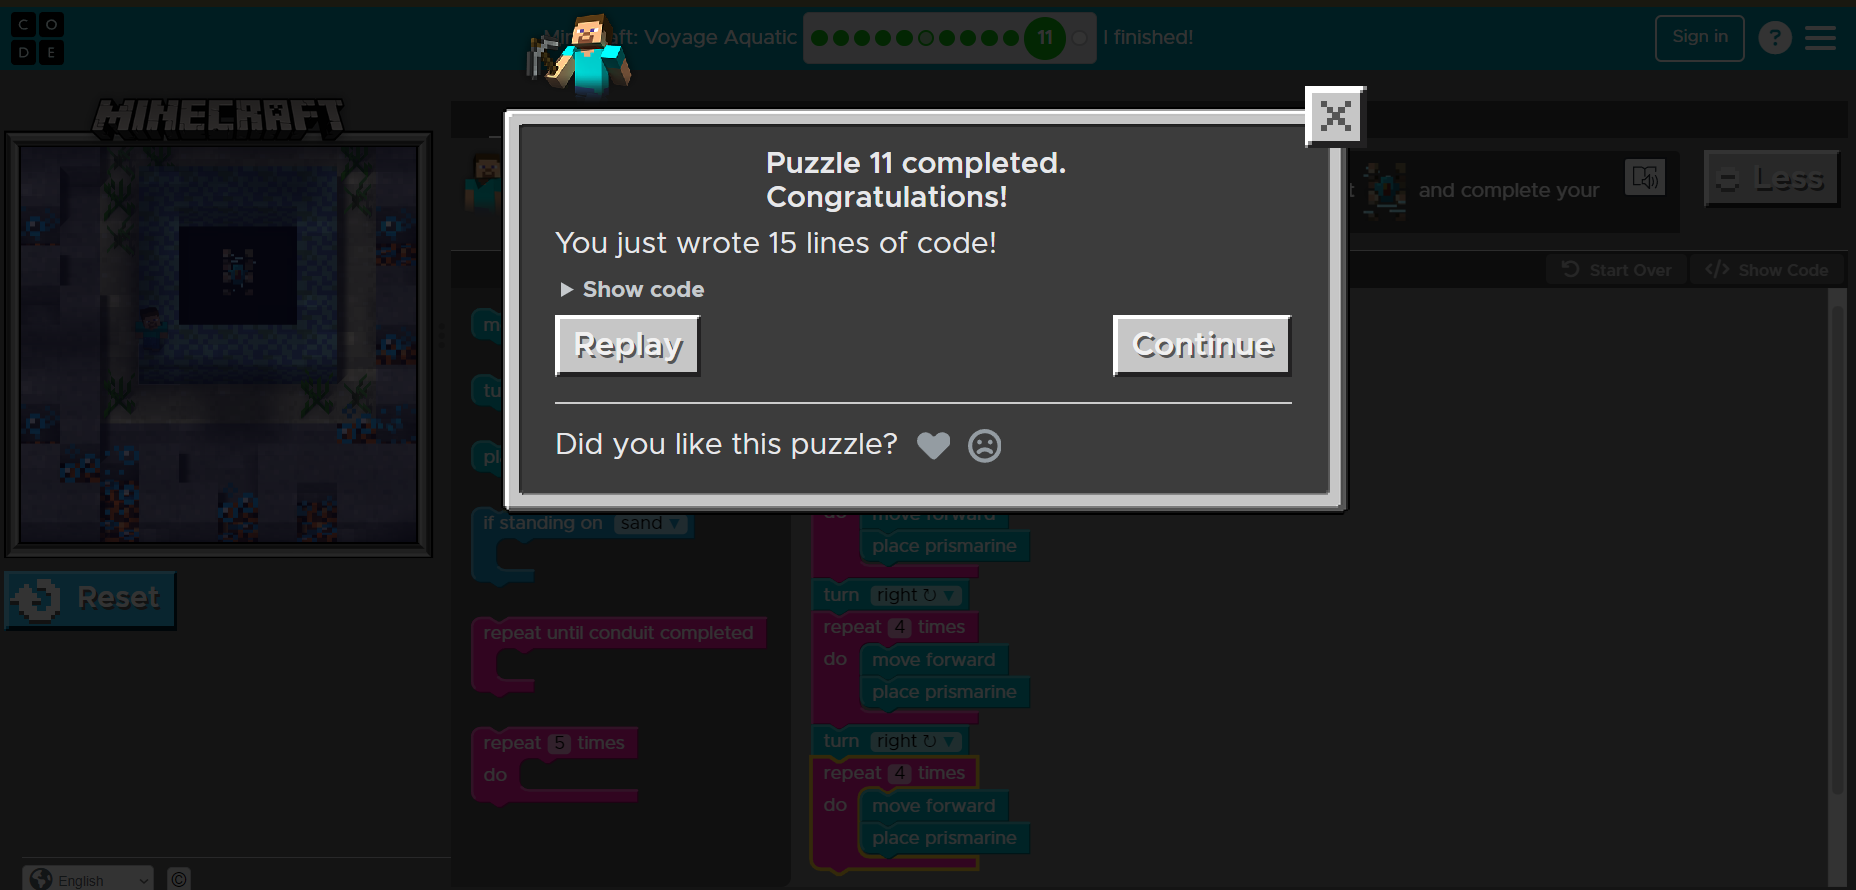 C O
D E
Minecraft: Voyage Aquatic
11
I finished!
Sign in
?
MINECRAFT
Puzzle 11 completed.
Congratulations!
You just wrote 15 lines of code!
Show code
Replay
Continue
Did you like this puzzle?
t
and complete your
Less
Start Over
Show Code
m
tu
pl
if standing on sand
repeat until conduit completed
repeat 5 times
do
do move forward
place prismarine
turn right
repeat 4 times
do move forward
place prismarine
turn right
repeat 4 times
do move forward
place prismarine
Reset
English
©